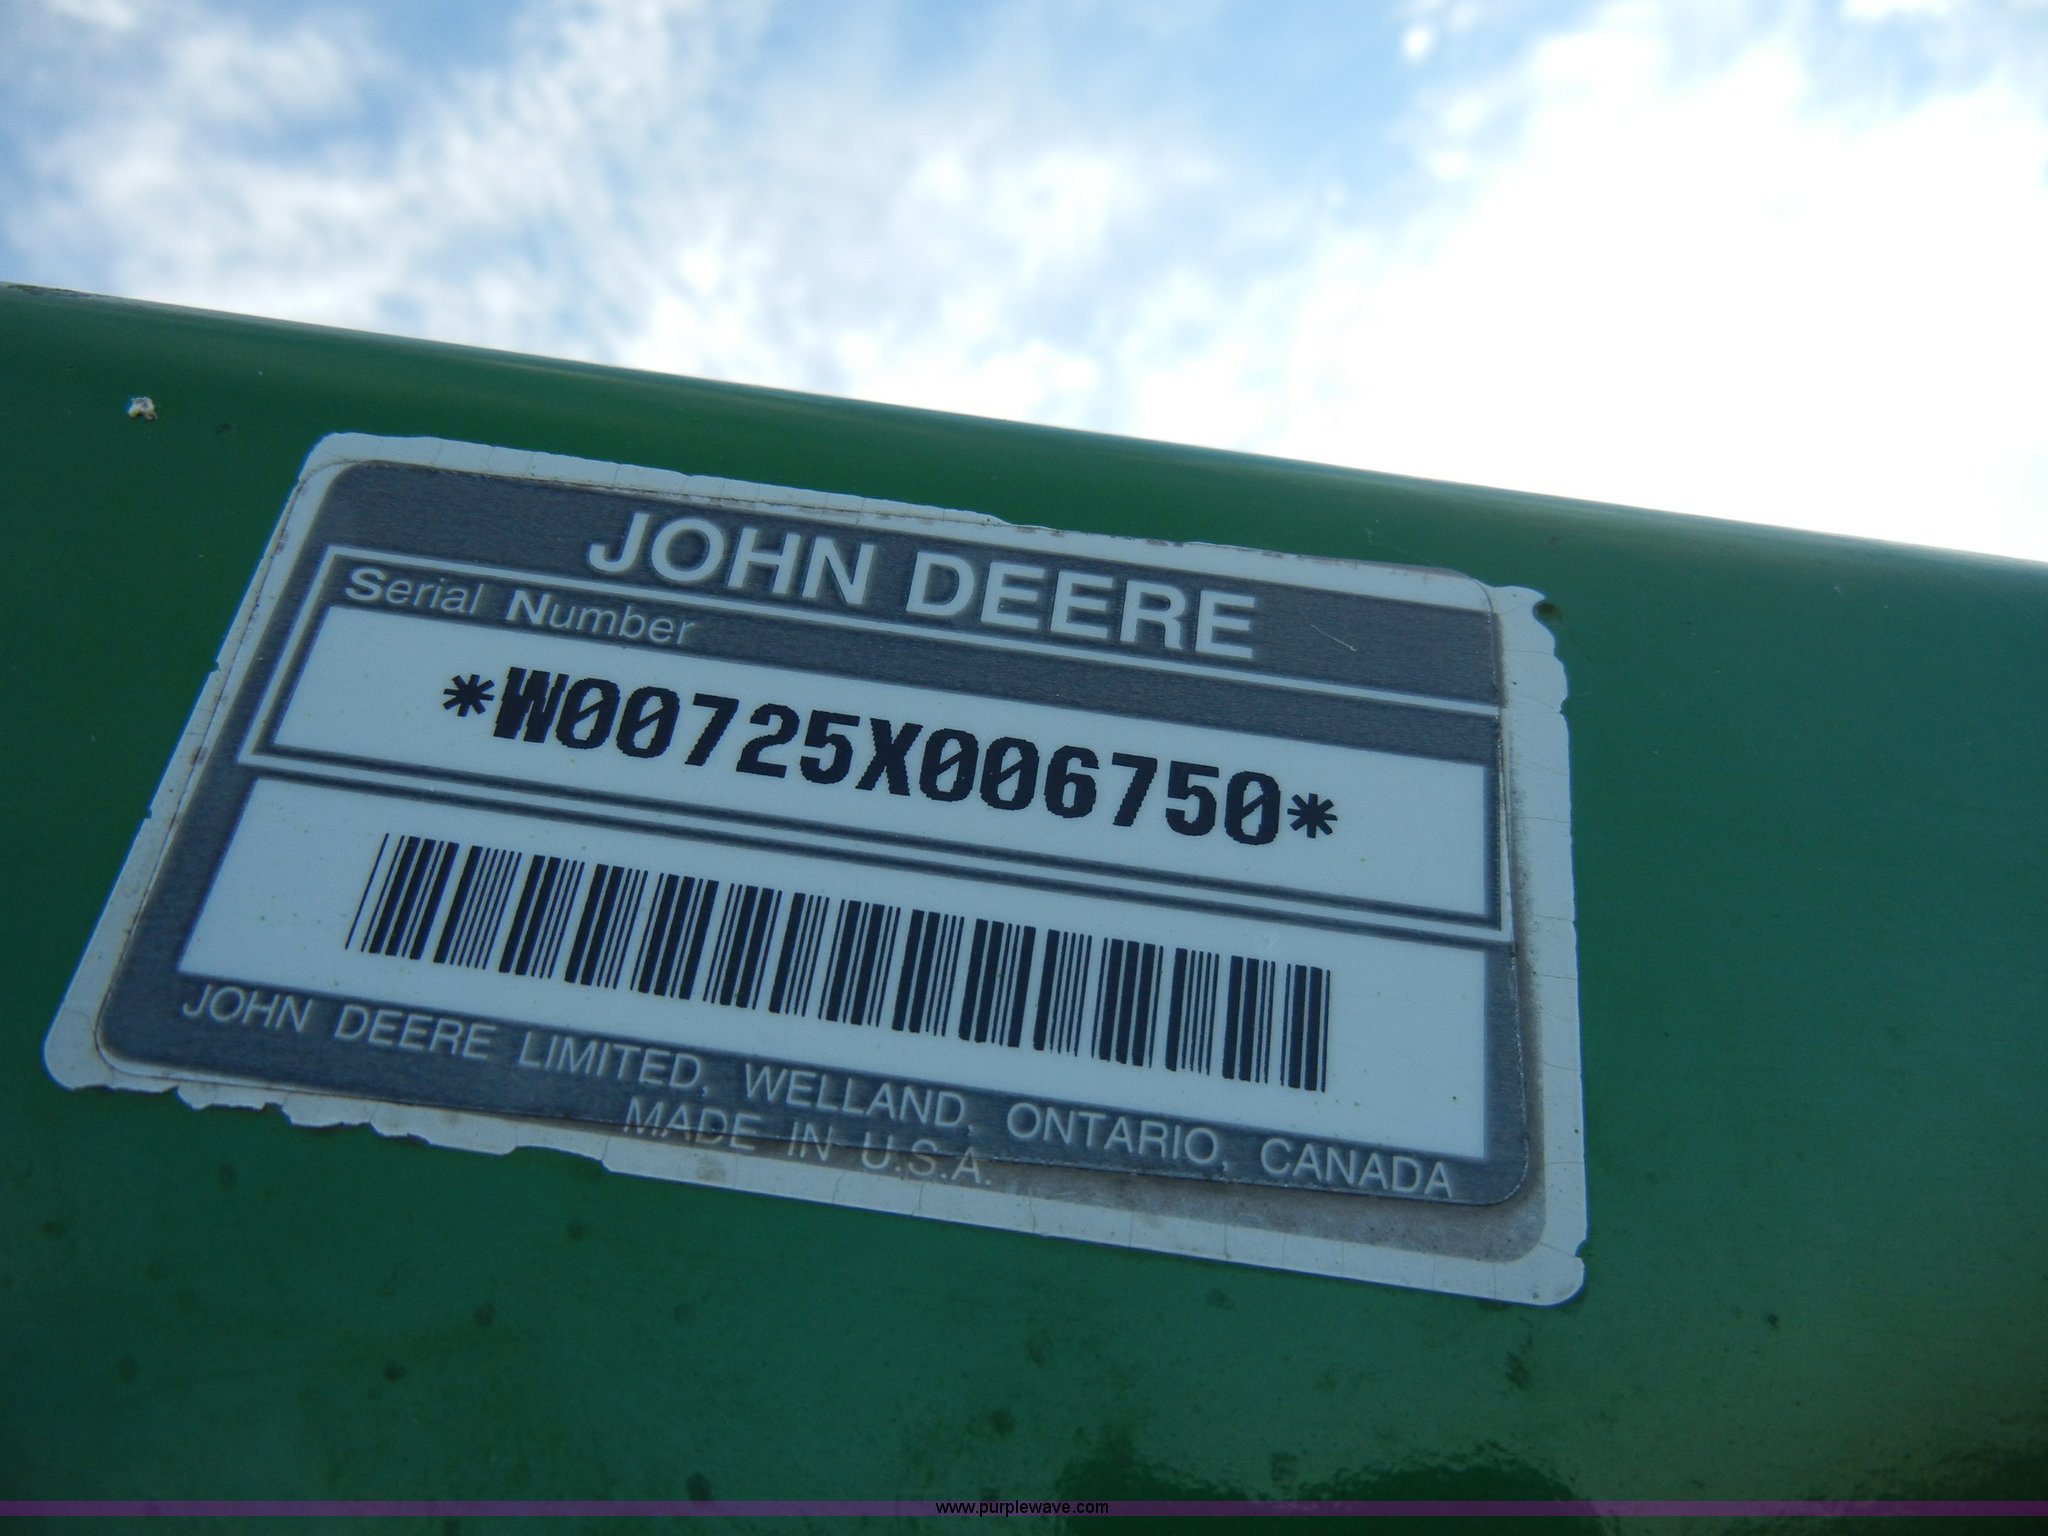 JOHN DEERE
Serial Number
*W00725X006750*
JOHN DEERE LIMITED, WELLAND, ONTARIO, CANADA
MADE IN U.S.A.
www.purplewave.com